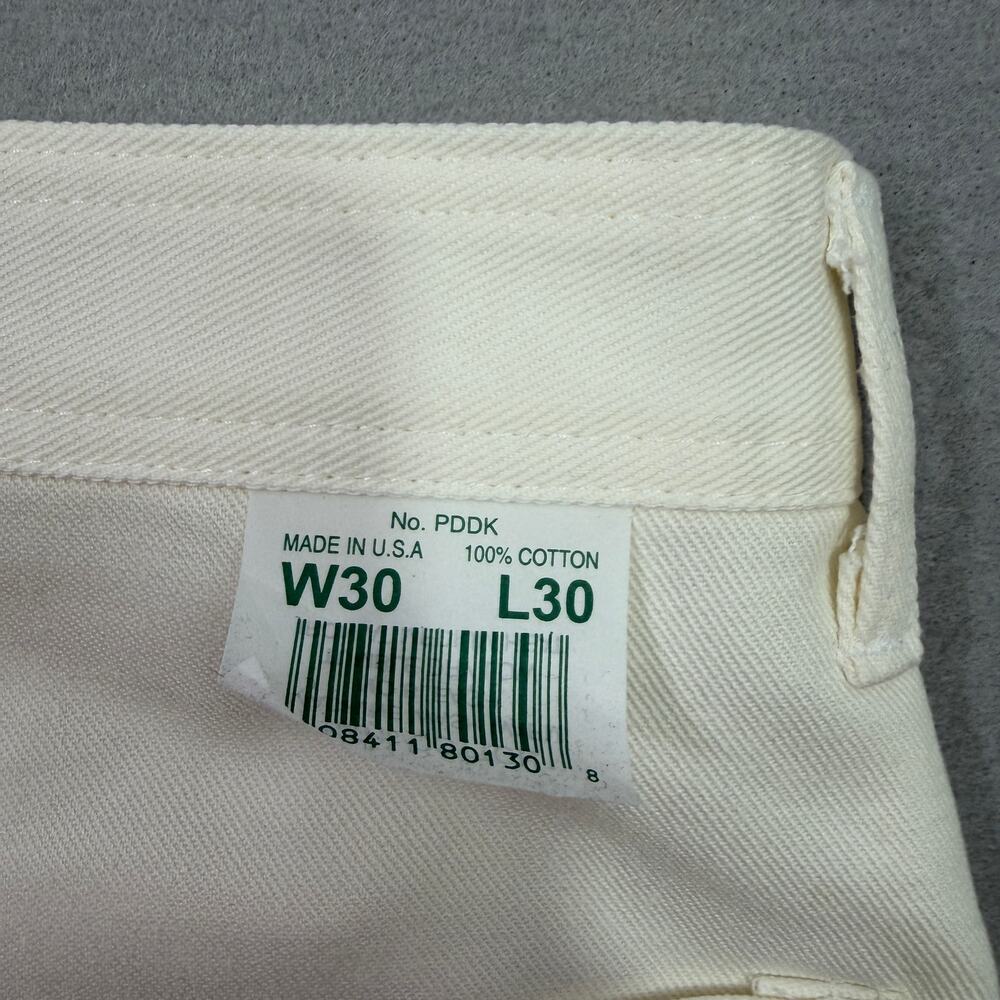 No. PDDK
MADE IN U.S.A 100% COTTON
W30 L30
08411 80130 8